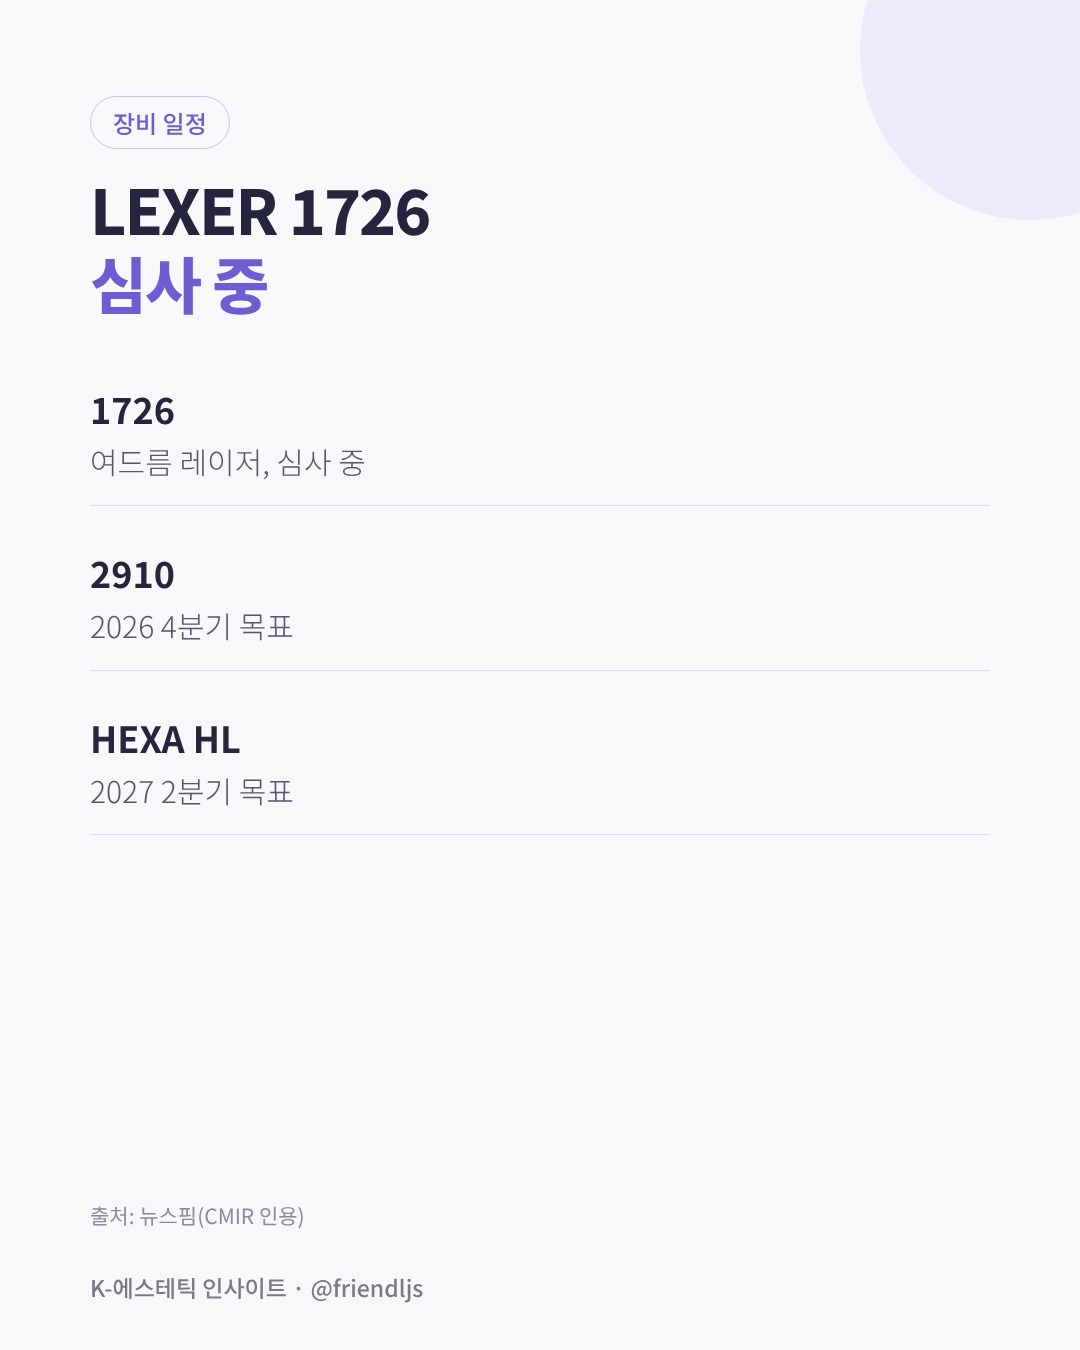 장비 일정
LEXER 1726
심사 중
1726
여드름 레이저, 심사 중
2910
2026 4분기 목표
HEXA HL
2027 2분기 목표
출처: 뉴스핌(CMIR 인용)
K-에스테틱 인사이트 · @friendljs